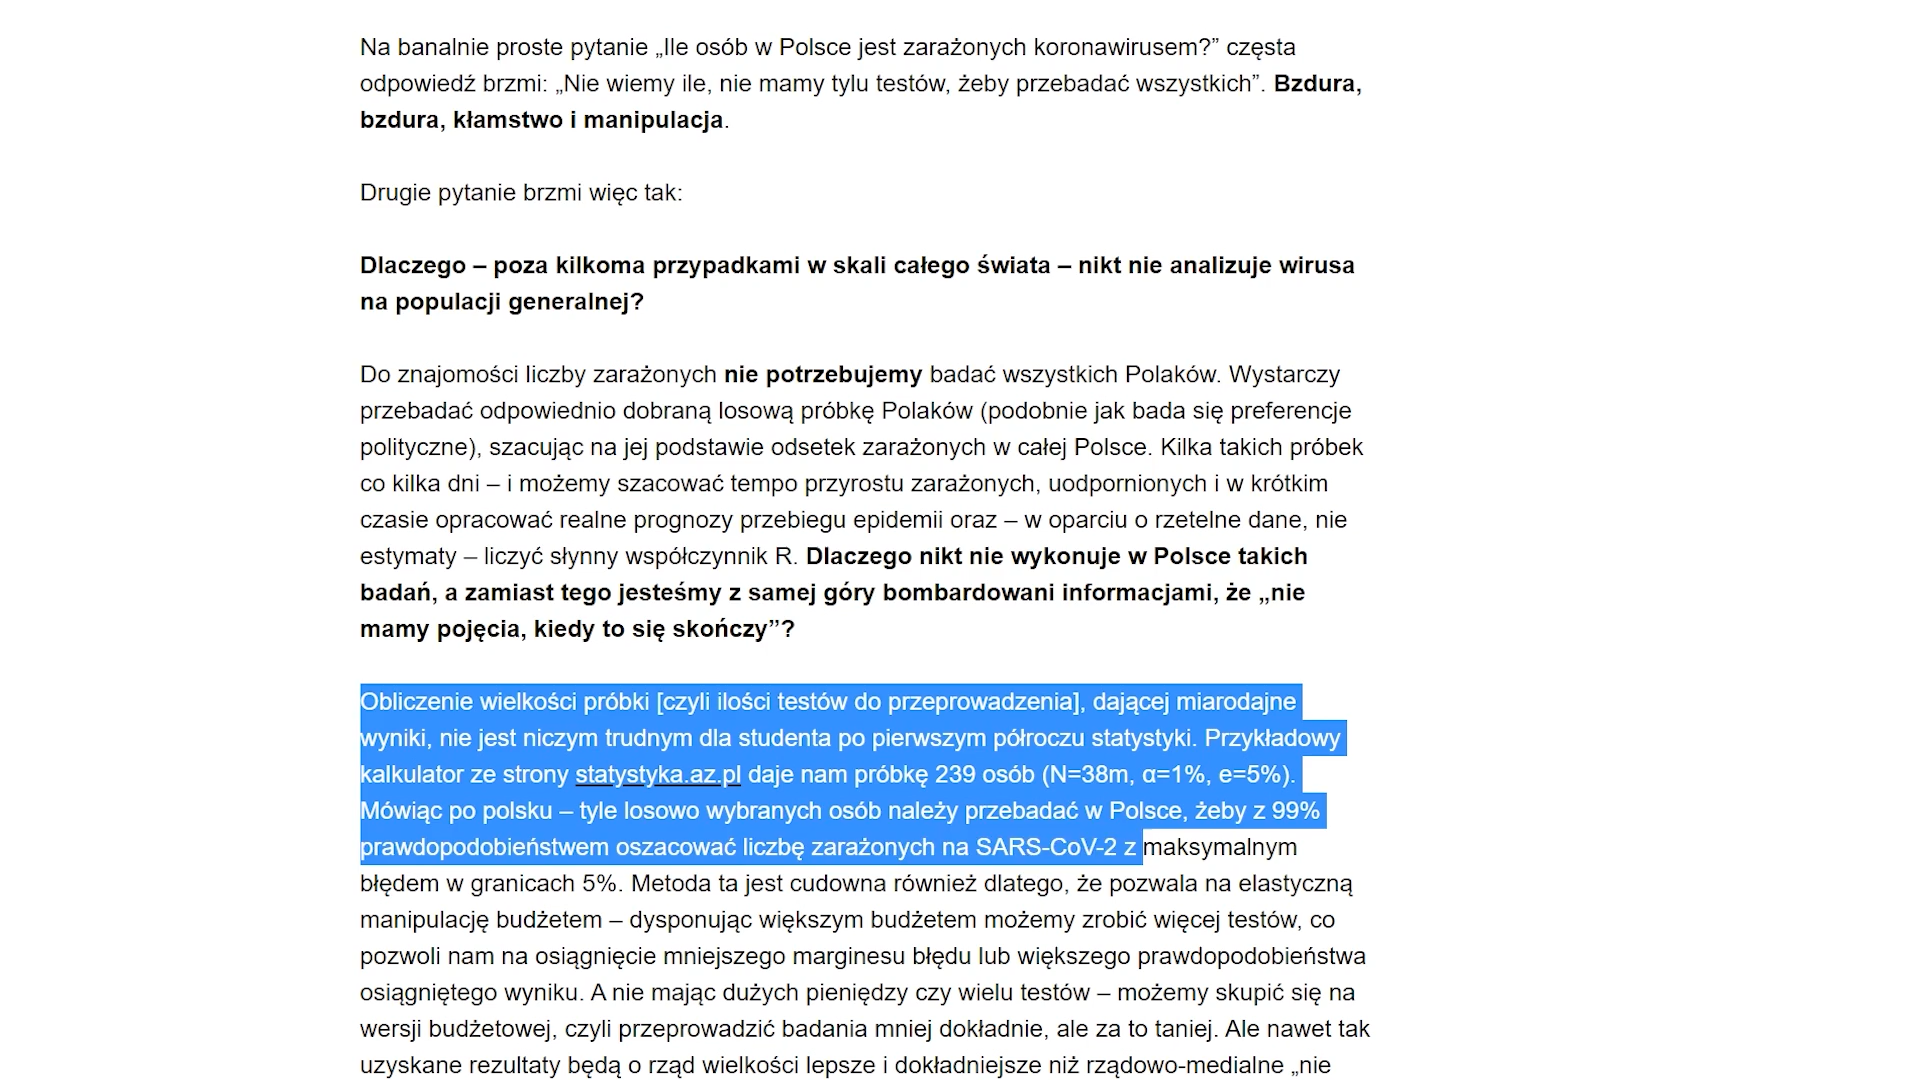 Na banalnie proste pytanie „Ile osób w Polsce jest zarażonych koronawirusem?” częsta
odpowiedź brzmi: „Nie wiemy ile, nie mamy tylu testów, żeby przebadać wszystkich”. Bzdura,
bzdura, kłamstwo i manipulacja.
Drugie pytanie brzmi więc tak:
Dlaczego – poza kilkoma przypadkami w skali całego świata – nikt nie analizuje wirusa
na populacji generalnej?
Do znajomości liczby zarażonych nie potrzebujemy badać wszystkich Polaków. Wystarczy
przebadać odpowiednio dobraną losową próbkę Polaków (podobnie jak bada się preferencje
polityczne), szacując na jej podstawie odsetek zarażonych w całej Polsce. Kilka takich próbek
co kilka dni – i możemy szacować tempo przyrostu zarażonych, uodpornionych i w krótkim
czasie opracować realne prognozy przebiegu epidemii oraz – w oparciu o rzetelne dane, nie
estymaty – liczyć słynny współczynnik R. Dlaczego nikt nie wykonuje w Polsce takich
badań, a zamiast tego jesteśmy z samej góry bombardowani informacjami, że „nie
mamy pojęcia, kiedy to się skończy”?
Obliczenie wielkości próbki [czyli ilości testów do przeprowadzenia], dającej miarodajne
wyniki, nie jest niczym trudnym dla studenta po pierwszym półroczu statystyki. Przykładowy
kalkulator ze strony statystyka.az.pl daje nam próbkę 239 osób (N=38m, α=1%, e=5%).
Mówiąc po polsku – tyle losowo wybranych osób należy przebadać w Polsce, żeby z 99%
prawdopodobieństwem oszacować liczbę zarażonych na SARS-CoV-2 z maksymalnym
błędem w granicach 5%. Metoda ta jest cudowna również dlatego, że pozwala na elastyczną
manipulację budżetem – dysponując większym budżetem możemy zrobić więcej testów, co
pozwoli nam na osiągnięcie mniejszego marginesu błędu lub większego prawdopodobieństwa
osiągniętego wyniku. A nie mając dużych pieniędzy czy wielu testów – możemy skupić się na
wersji budżetowej, czyli przeprowadzić badania mniej dokładnie, ale za to taniej. Ale nawet tak
uzyskane rezultaty będą o rząd wielkości lepsze i dokładniejsze niż rządowo-medialne „nie